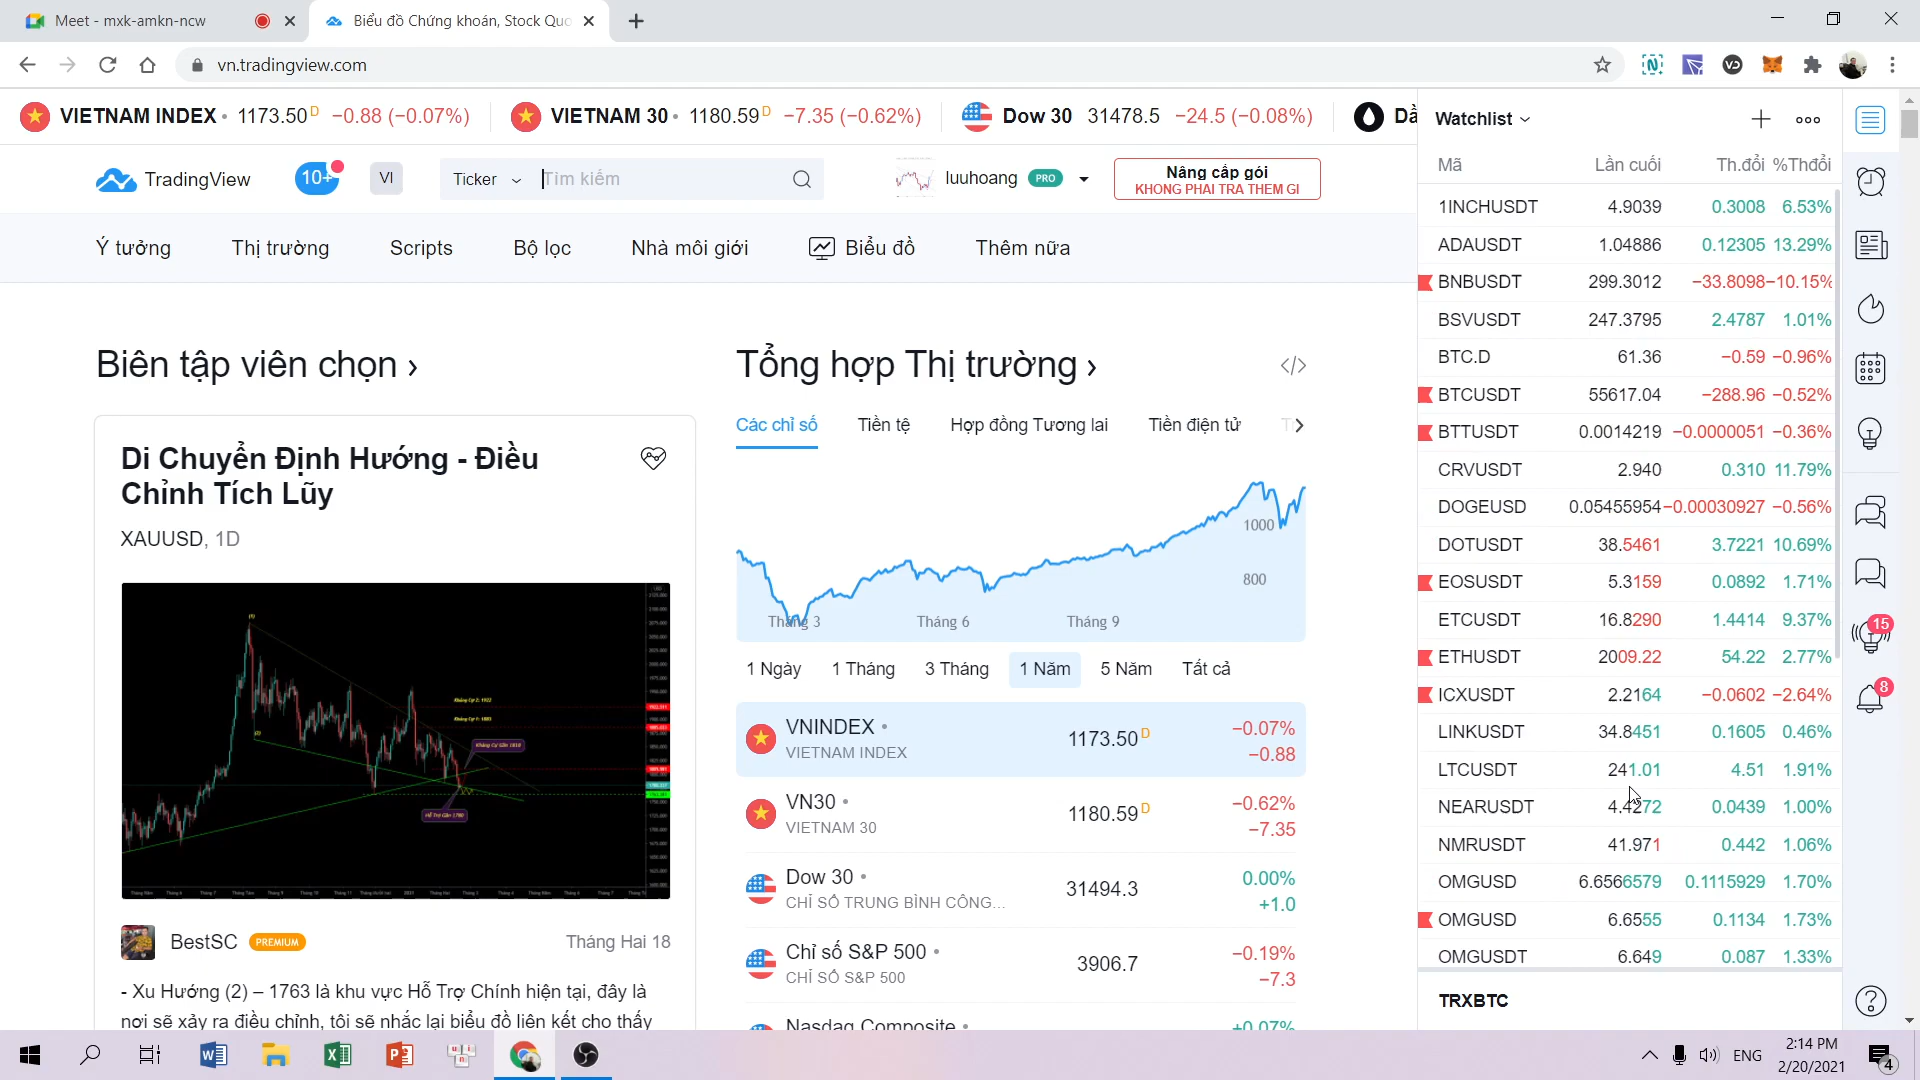 Meet - mxk-amkn-ncw
Biểu đồ Chứng khoán, Stock Quo
vn.tradingview.com
VIETNAM INDEX 1173.50 D −0.88 (−0.07%)
VIETNAM 30 1180.59 D −7.35 (−0.62%)
Dow 30 31478.5 −24.5 (−0.08%)
TradingView
10+
VI
Ticker
Tìm kiếm
luuhoang PRO
Nâng cấp gói
KHONG PHAI TRA THEM GI
Ý tưởng
Thị trường
Scripts
Bộ lọc
Nhà môi giới
Biểu đồ
Thêm nữa
Biên tập viên chọn ›
Di Chuyển Định Hướng - Điều
Chỉnh Tích Lũy
XAUUSD, 1D
BestSC PREMIUM
Tháng Hai 18
- Xu Hướng (2) – 1763 là khu vực Hỗ Trợ Chính hiện tại, đây là
nơi sẽ xảy ra điều chỉnh, tôi sẽ nhắc lại biểu đồ liên kết cho thấy
Tổng hợp Thị trường ›
</>
Các chỉ số
Tiền tệ
Hợp đồng Tương lai
Tiền điện tử
1000
800
Tháng 3
Tháng 6
Tháng 9
1 Ngày
1 Tháng
3 Tháng
1 Năm
5 Năm
Tất cả
VNINDEX 1173.50 D −0.07%
VIETNAM INDEX −0.88
VN30 1180.59 D −0.62%
VIETNAM 30 −7.35
Dow 30 31494.3 0.00%
CHỈ SỐ TRUNG BÌNH CÔNG... +1.0
Chỉ số S&P 500 3906.7 −0.19%
CHỈ SỐ S&P 500 −7.3
Nasdaq Composite +0.07%
Watchlist
Mã Lần cuối Th.đổi %Thđổi
1INCHUSDT 4.9039 0.3008 6.53%
ADAUSDT 1.04886 0.12305 13.29%
BNBUSDT 299.3012 −33.8098 −10.15%
BSVUSDT 247.3795 2.4787 1.01%
BTC.D 61.36 −0.59 −0.96%
BTCUSDT 55617.04 −288.96 −0.52%
BTTUSDT 0.0014219 −0.0000051 −0.36%
CRVUSDT 2.940 0.310 11.79%
DOGEUSD 0.05455954 −0.00030927 −0.56%
DOTUSDT 38.5461 3.7221 10.69%
EOSUSDT 5.3159 0.0892 1.71%
ETCUSDT 16.8290 1.4414 9.37%
ETHUSDT 2009.22 54.22 2.77%
ICXUSDT 2.2164 −0.0602 −2.64%
LINKUSDT 34.8451 0.1605 0.46%
LTCUSDT 241.01 4.51 1.91%
NEARUSDT 4.4272 0.0439 1.00%
NMRUSDT 41.971 0.442 1.06%
OMGUSD 6.6566579 0.1115929 1.70%
OMGUSD 6.6555 0.1134 1.73%
OMGUSDT 6.649 0.087 1.33%
TRXBTC
15
8
ENG
2:14 PM
2/20/2021
4